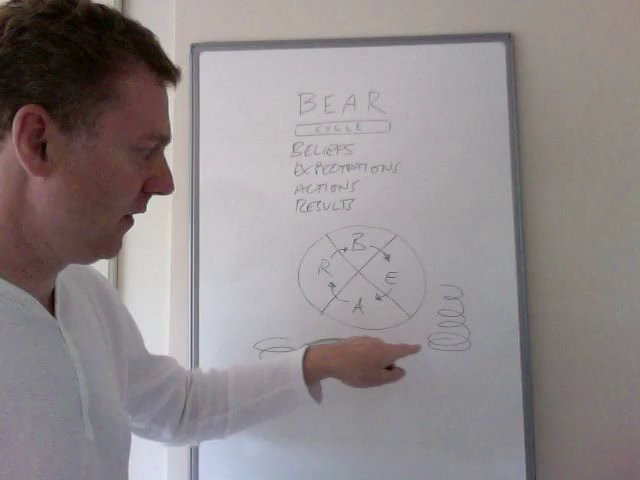 BEAR
CYCLE
BELIEFS
EXPECTATIONS
ACTIONS
RESULTS
B
R
E
A